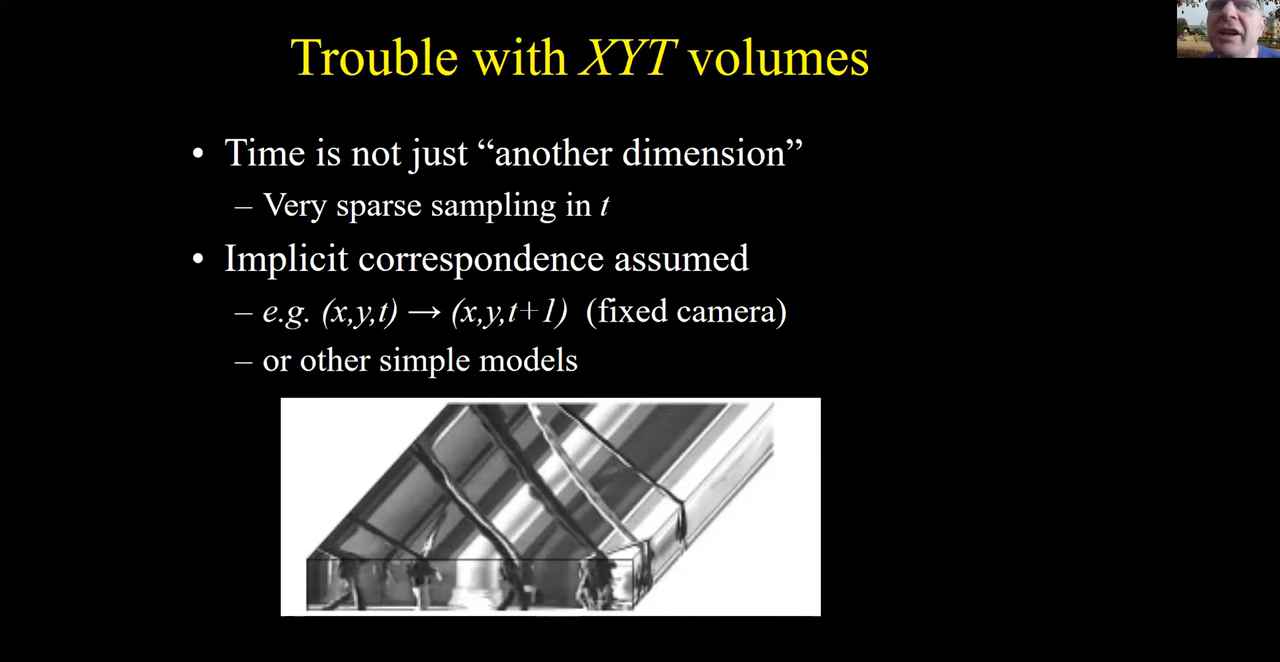 Trouble with XYT volumes
• Time is not just “another dimension”
– Very sparse sampling in t
• Implicit correspondence assumed
– e.g. (x,y,t) → (x,y,t+1) (fixed camera)
– or other simple models